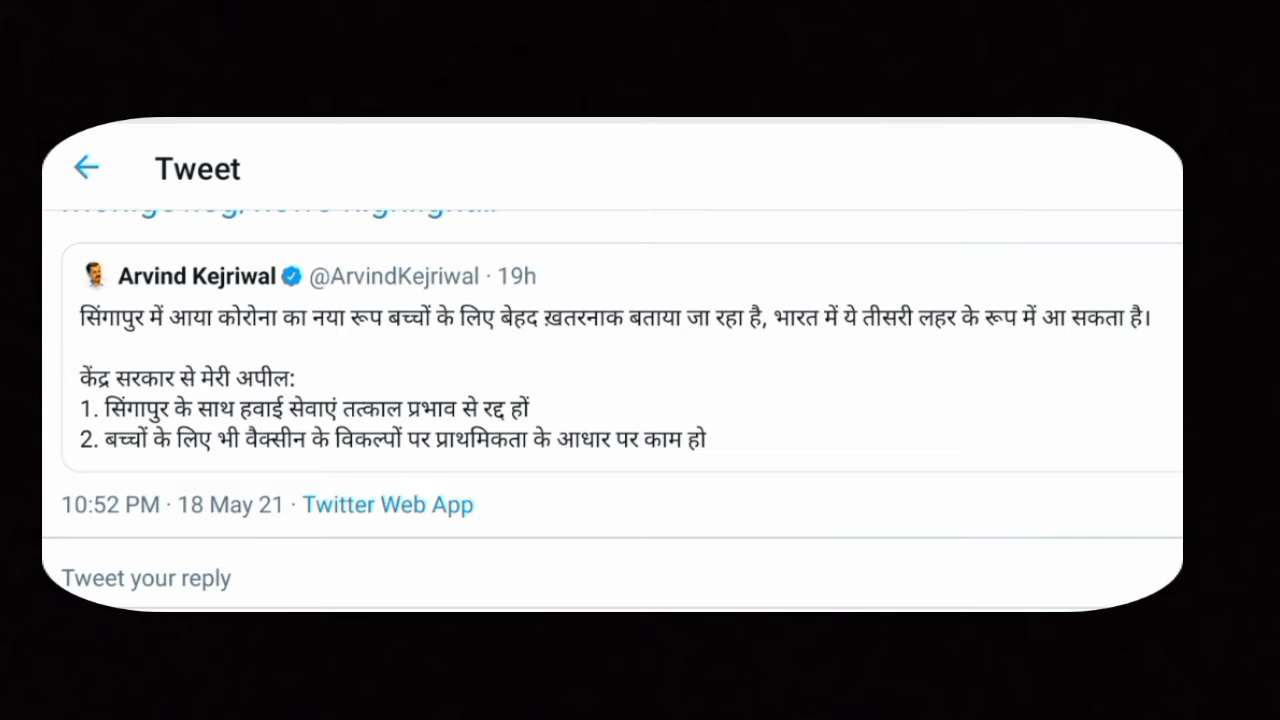 Tweet
Arvind Kejriwal @ArvindKejriwal · 19h
सिंगापुर में आया कोरोना का नया रूप बच्चों के लिए बेहद ख़तरनाक बताया जा रहा है, भारत में ये तीसरी लहर के रूप में आ सकता है।
केंद्र सरकार से मेरी अपील:
1. सिंगापुर के साथ हवाई सेवाएं तत्काल प्रभाव से रद्द हों
2. बच्चों के लिए भी वैक्सीन के विकल्पों पर प्राथमिकता के आधार पर काम हो
10:52 PM · 18 May 21 · Twitter Web App
Tweet your reply